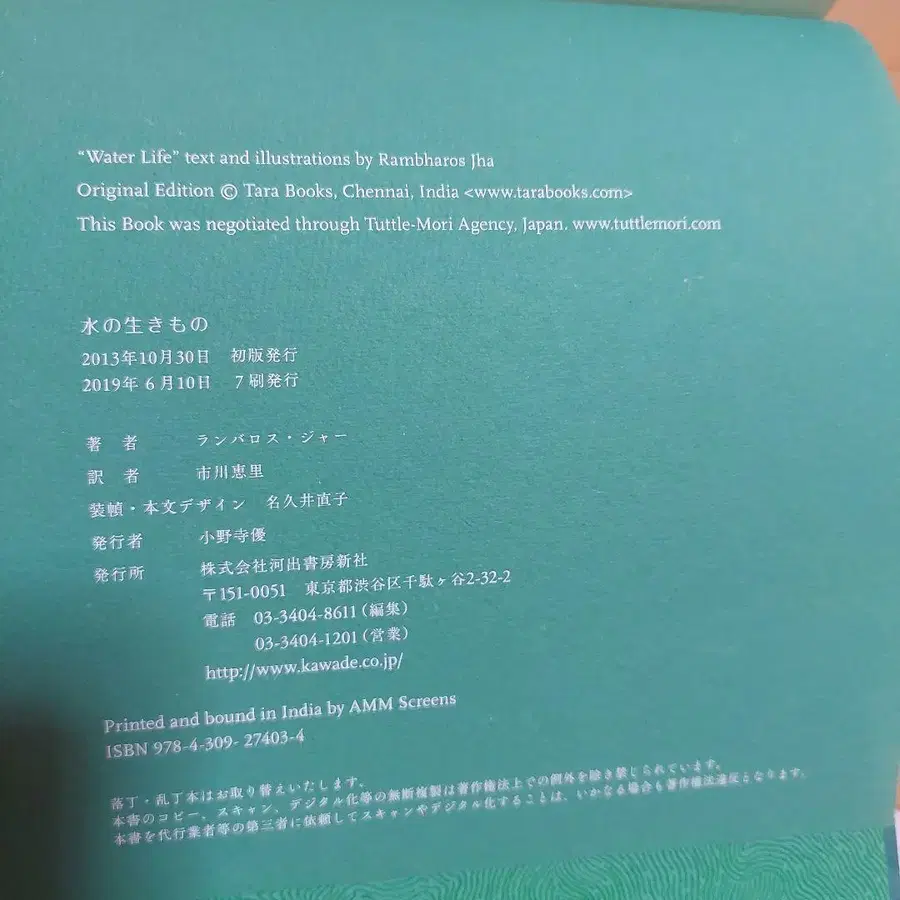 “Water Life” text and illustrations by Rambharos Jha
Original Edition © Tara Books, Chennai, India <www.tarabooks.com>
This Book was negotiated through Tuttle-Mori Agency, Japan. www.tuttlemori.com
水の生きもの
2013年10月30日 初版発行
2019年 6月10日 7刷発行
著 者 ランバロス・ジャー
訳 者 市川恵里
装幀・本文デザイン 名久井直子
発行者 小野寺優
発行所 株式会社河出書房新社
〒151-0051 東京都渋谷区千駄ヶ谷2-32-2
電話 03-3404-8611（編集）
03-3404-1201（営業）
http://www.kawade.co.jp/
Printed and bound in India by AMM Screens
ISBN 978-4-309- 27403-4
落丁・乱丁本はお取り替えいたします。
本書のコピー、スキャン、デジタル化等の無断複製は著作権法上での例外を除き禁じられています。
本書を代行業者等の第三者に依頼してスキャンやデジタル化することは、いかなる場合も著作権法違反となります。